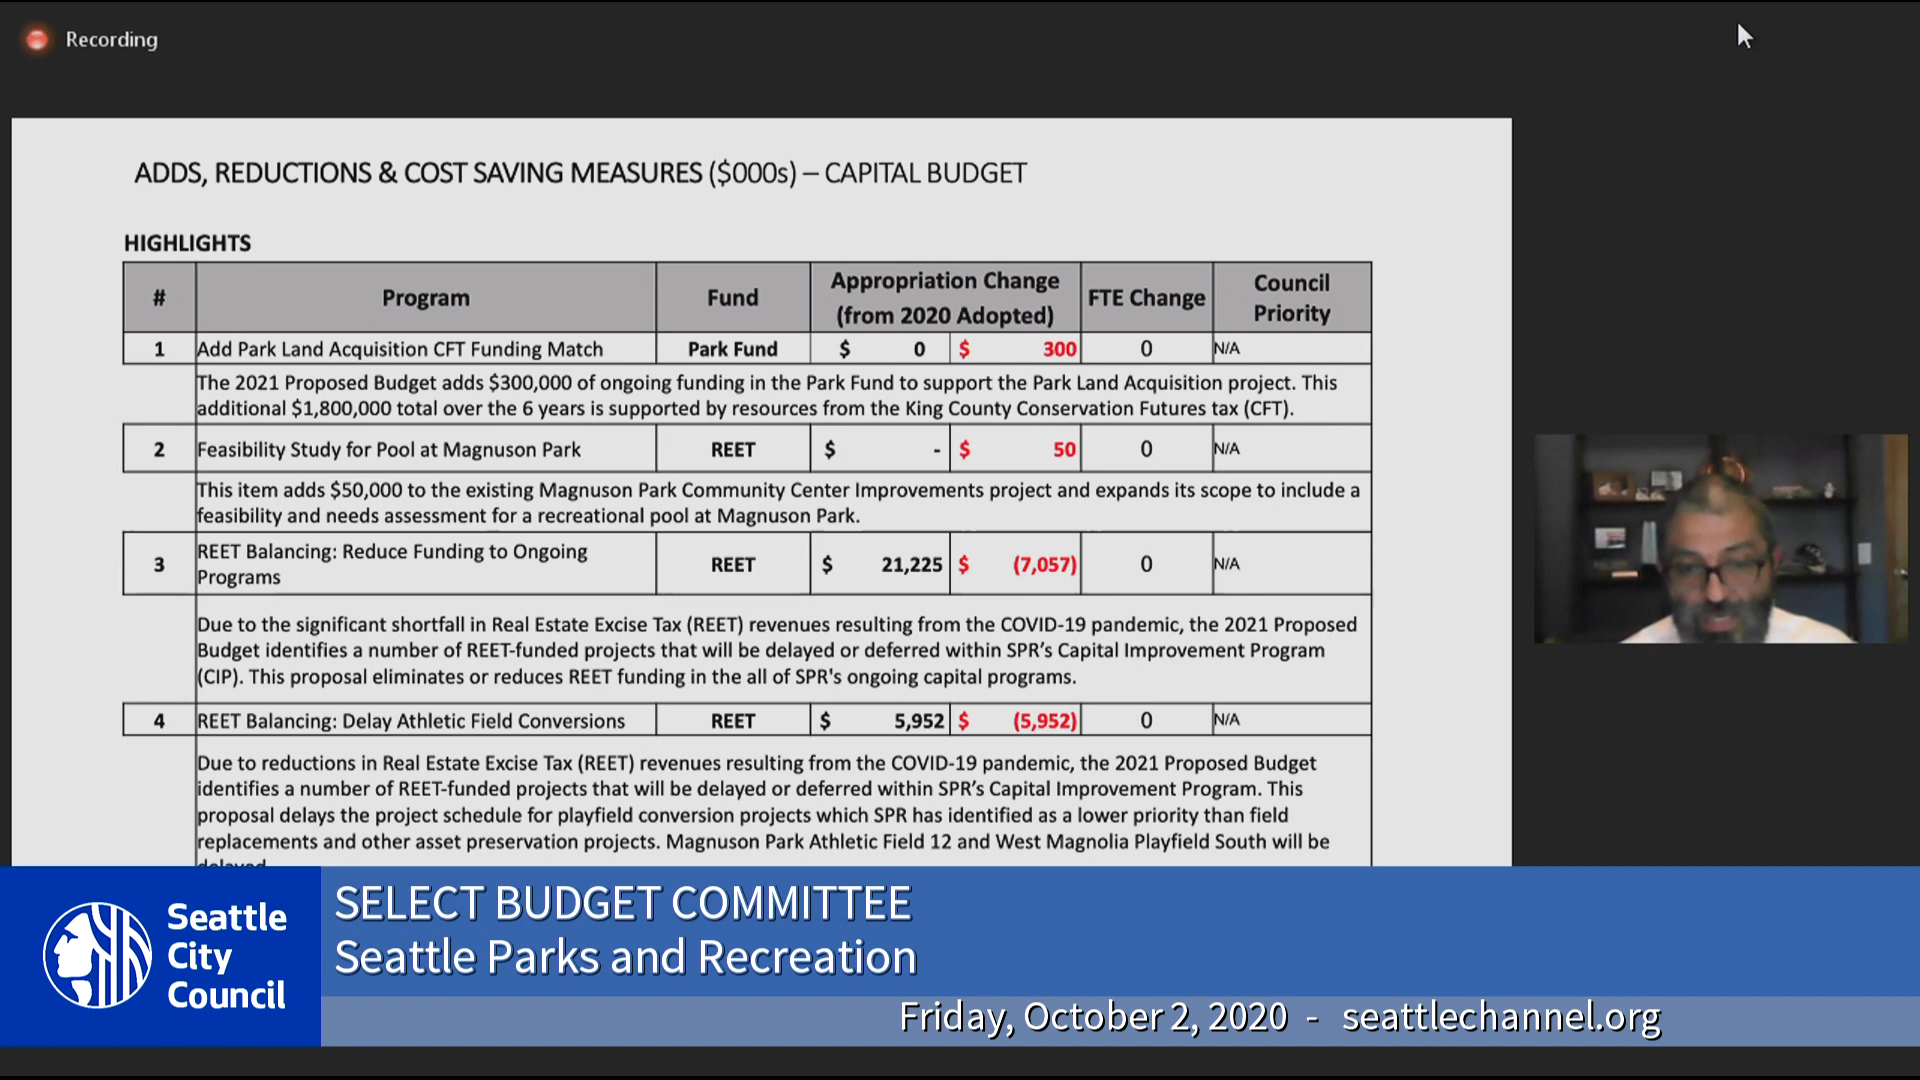 Recording
ADDS, REDUCTIONS & COST SAVING MEASURES ($000s) – CAPITAL BUDGET
HIGHLIGHTS
# Program Fund Appropriation Change (from 2020 Adopted) FTE Change Council Priority
1 Add Park Land Acquisition CFT Funding Match Park Fund $ 0 $ 300 0 N/A
The 2021 Proposed Budget adds $300,000 of ongoing funding in the Park Fund to support the Park Land Acquisition project. This
additional $1,800,000 total over the 6 years is supported by resources from the King County Conservation Futures tax (CFT).
2 Feasibility Study for Pool at Magnuson Park REET $ - $ 50 0 N/A
This item adds $50,000 to the existing Magnuson Park Community Center Improvements project and expands its scope to include a
feasibility and needs assessment for a recreational pool at Magnuson Park.
3 REET Balancing: Reduce Funding to Ongoing Programs REET $ 21,225 $ (7,057) 0 N/A
Due to the significant shortfall in Real Estate Excise Tax (REET) revenues resulting from the COVID-19 pandemic, the 2021 Proposed
Budget identifies a number of REET-funded projects that will be delayed or deferred within SPR's Capital Improvement Program
(CIP). This proposal eliminates or reduces REET funding in the all of SPR's ongoing capital programs.
4 REET Balancing: Delay Athletic Field Conversions REET $ 5,952 $ (5,952) 0 N/A
Due to reductions in Real Estate Excise Tax (REET) revenues resulting from the COVID-19 pandemic, the 2021 Proposed Budget
identifies a number of REET-funded projects that will be delayed or deferred within SPR's Capital Improvement Program. This
proposal delays the project schedule for playfield conversion projects which SPR has identified as a lower priority than field
replacements and other asset preservation projects. Magnuson Park Athletic Field 12 and West Magnolia Playfield South will be
Seattle
City
Council
SELECT BUDGET COMMITTEE
Seattle Parks and Recreation
Friday, October 2, 2020 - seattlechannel.org